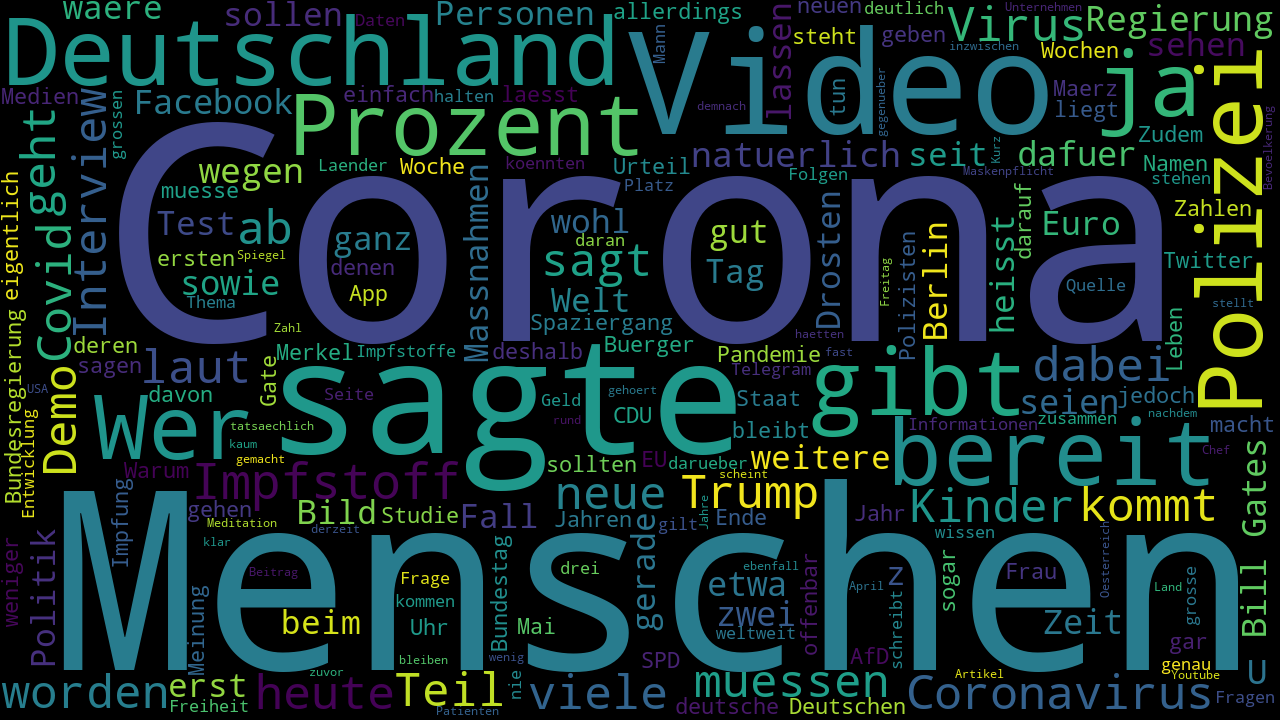 waere
sollen
Personen
allerdings
neuen
deutlich
Unternehmen
Daten
Deutschland
Video
Virus
Regierung
Mann
steht
geben
inzwischen
Wochen
sehen
lassen
ja
Polizei
Medien
grossen
Facebook
einfach
halten
laesst
demnach
tun
gegenueber
Maerz
liegt
Interview
Prozent
Covid
geht
wegen
Laender
Woche
koennten
Urteil
natuerlich
seit
Kurz
dafuer
Zudem
Bevoelkerung
Corona
muesse
Massnahmen
Platz
Folgen
Maskenpflicht
Namen
stehen
eigentlich
Test
ab
ganz
wohl
gut
Drosten
darauf
Euro
Zahlen
ersten
Spiegel
daran
sowie
denen
sagt
Tag
Polizisten
Freitag
Berlin
heisst
Twitter
Thema
App
Welt
Quelle
stellt
Zahl
Spaziergang
haetten
deren
Merkel
Impfstoffe
deshalb
Buerger
Pandemie
fast
Leben
sagen
laut
Gate
sagte
Telegram
gibt
dabei
Bundesregierung
USA
Demo
davon
Seite
Geld
gehoert
Staat
seien
jedoch
Wer
tatsaechlich
rund
CDU
bleibt
Informationen
zusammen
nachdem
macht
Entwicklung
kaum
gemacht
Warum
Impfstoff
sollten
EU
darueber
weitere
scheint
bereit
Chef
Impfung
gehen
Bild
Studie
Fall
neue
Trump
Kinder
kommt
Bill Gates
Menschen
Meditation
derzeit
Jahren
gerade
gilt
Jahre
Ende
Jahr
wissen
weniger
Politik
klar
Beitrag
Bundestag
drei
etwa
ebenfall
offenbar
April
z
sogar
Frau
Oesterreich
Land
grosse
Meinung
Frage
kommen
beim
Uhr
Mai
zwei
weltweit
schreibt
Zeit
gar
bleiben
wenig
SPD
AfD
genau
worden
erst
Freiheit
heute
zuvor
Teil
Patienten
nie
viele
deutsche
muessen
Deutschen
Coronavirus
Artikel
Youtube
U
Fragen